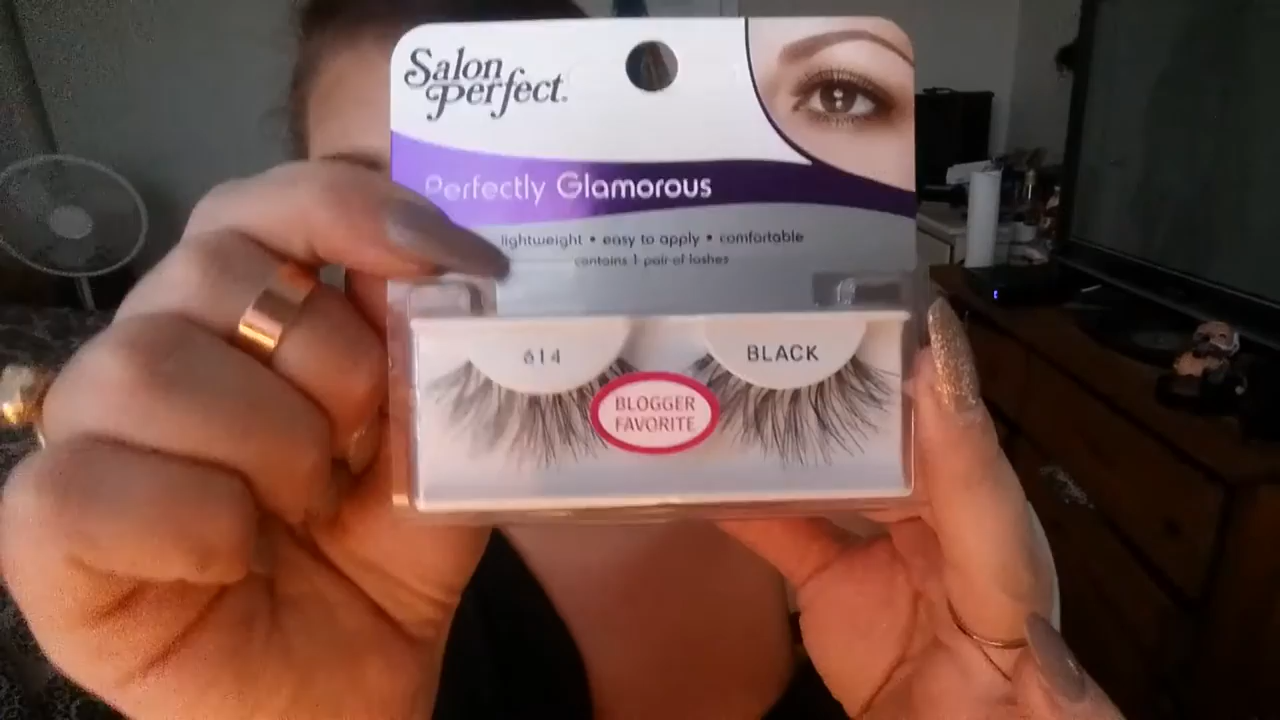 Salon
perfect.
Perfectly Glamorous
lightweight • easy to apply • comfortable
contains 1 pair of lashes
614
BLACK
BLOGGER
FAVORITE